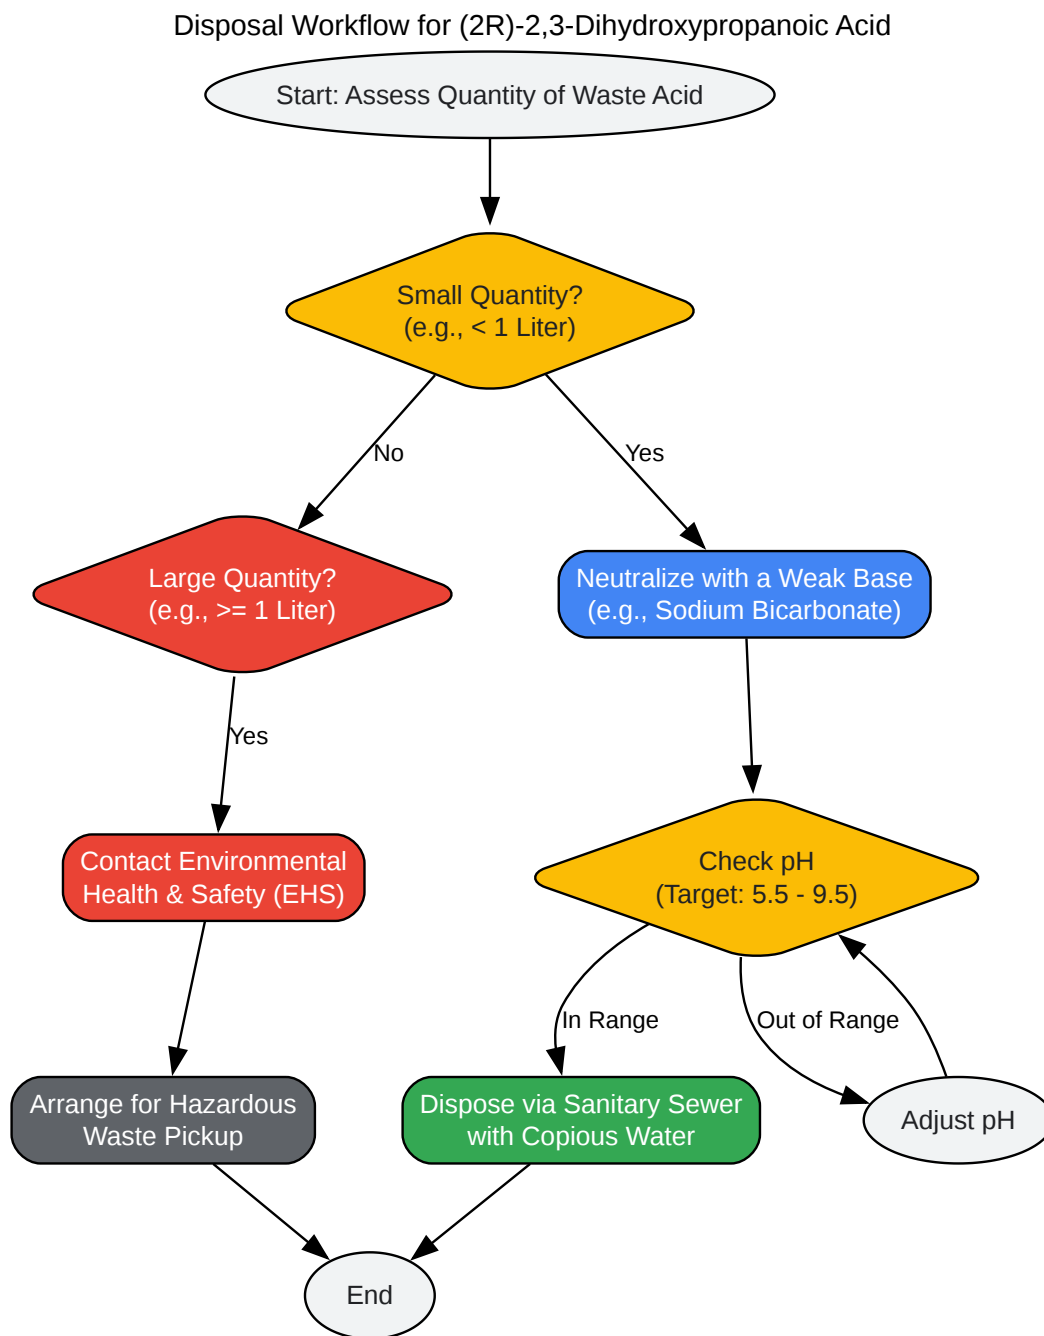 Disposal Workflow for (2R)-2,3-Dihydroxypropanoic Acid
Start: Assess Quantity of Waste Acid
Small Quantity?
(e.g., < 1 Liter)
No
Yes
Large Quantity?
(e.g., >= 1 Liter)
Neutralize with a Weak Base
(e.g., Sodium Bicarbonate)
Yes
Contact Environmental
Health & Safety (EHS)
Check pH
(Target: 5.5 - 9.5)
In Range
Out of Range
Arrange for Hazardous
Waste Pickup
Dispose via Sanitary Sewer
with Copious Water
Adjust pH
End